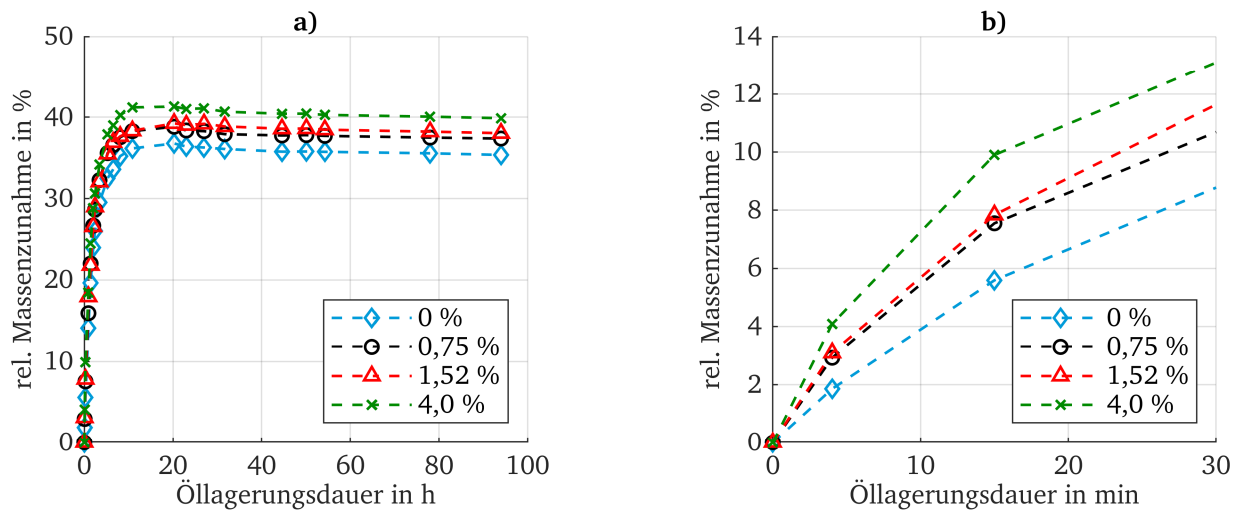 a)
rel. Massenzunahme in %
50
40
30
20
10
0
0 20 40 60 80 100
Öllagerungsdauer in h
0 %
0,75 %
1,52 %
4,0 %
b)
rel. Massenzunahme in %
14
12
10
8
6
4
2
0
0 10 20 30
Öllagerungsdauer in min
0 %
0,75 %
1,52 %
4,0 %